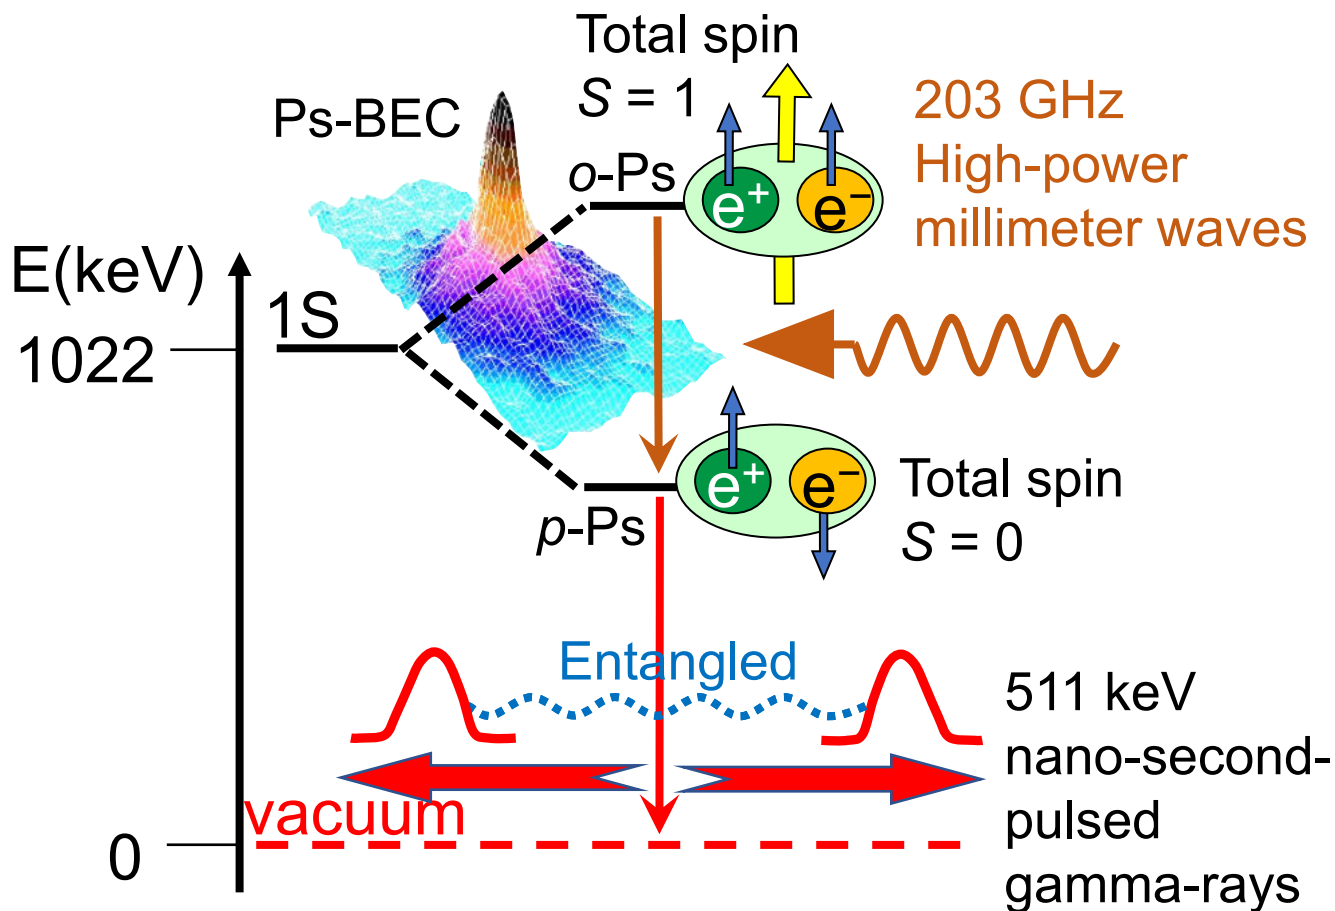 Total spin
S = 1
Ps-BEC
203 GHz
High-power
millimeter waves
o-Ps
e⁺
e⁻
E(keV)
1S
1022
e⁺
e⁻
Total spin
S = 0
p-Ps
Entangled
511 keV
nano-second-
pulsed
gamma-rays
vacuum
0